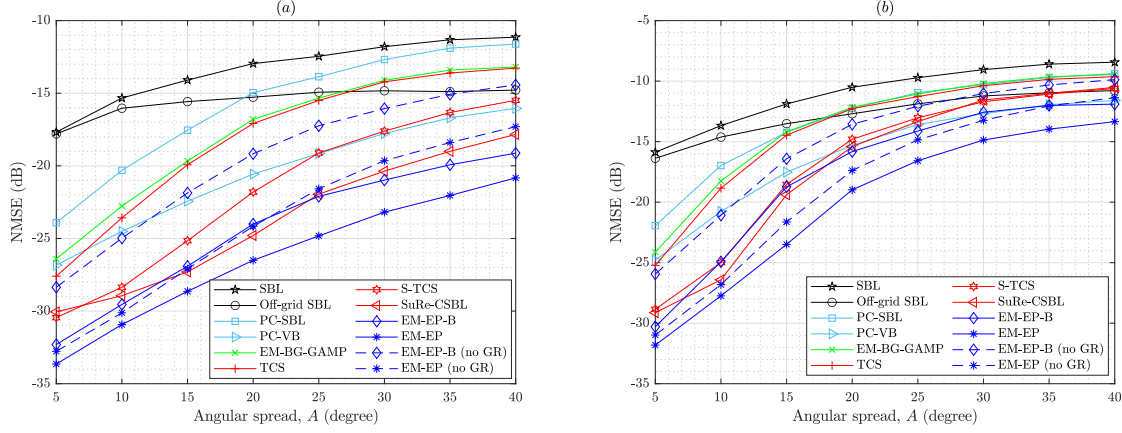 (a)
-10
-15
-20
-25
-30
-35
NMSE (dB)
5 10 15 20 25 30 35 40
Angular spread, A (degree)
SBL
Off-grid SBL
PC-SBL
PC-VB
EM-BG-GAMP
TCS
S-TCS
SuRe-CSBL
EM-EP-B
EM-EP
EM-EP-B (no GR)
EM-EP (no GR)
(b)
-5
-10
-15
-20
-25
-30
-35
NMSE (dB)
5 10 15 20 25 30 35 40
Angular spread, A (degree)
SBL
Off-grid SBL
PC-SBL
PC-VB
EM-BG-GAMP
TCS
S-TCS
SuRe-CSBL
EM-EP-B
EM-EP
EM-EP-B (no GR)
EM-EP (no GR)